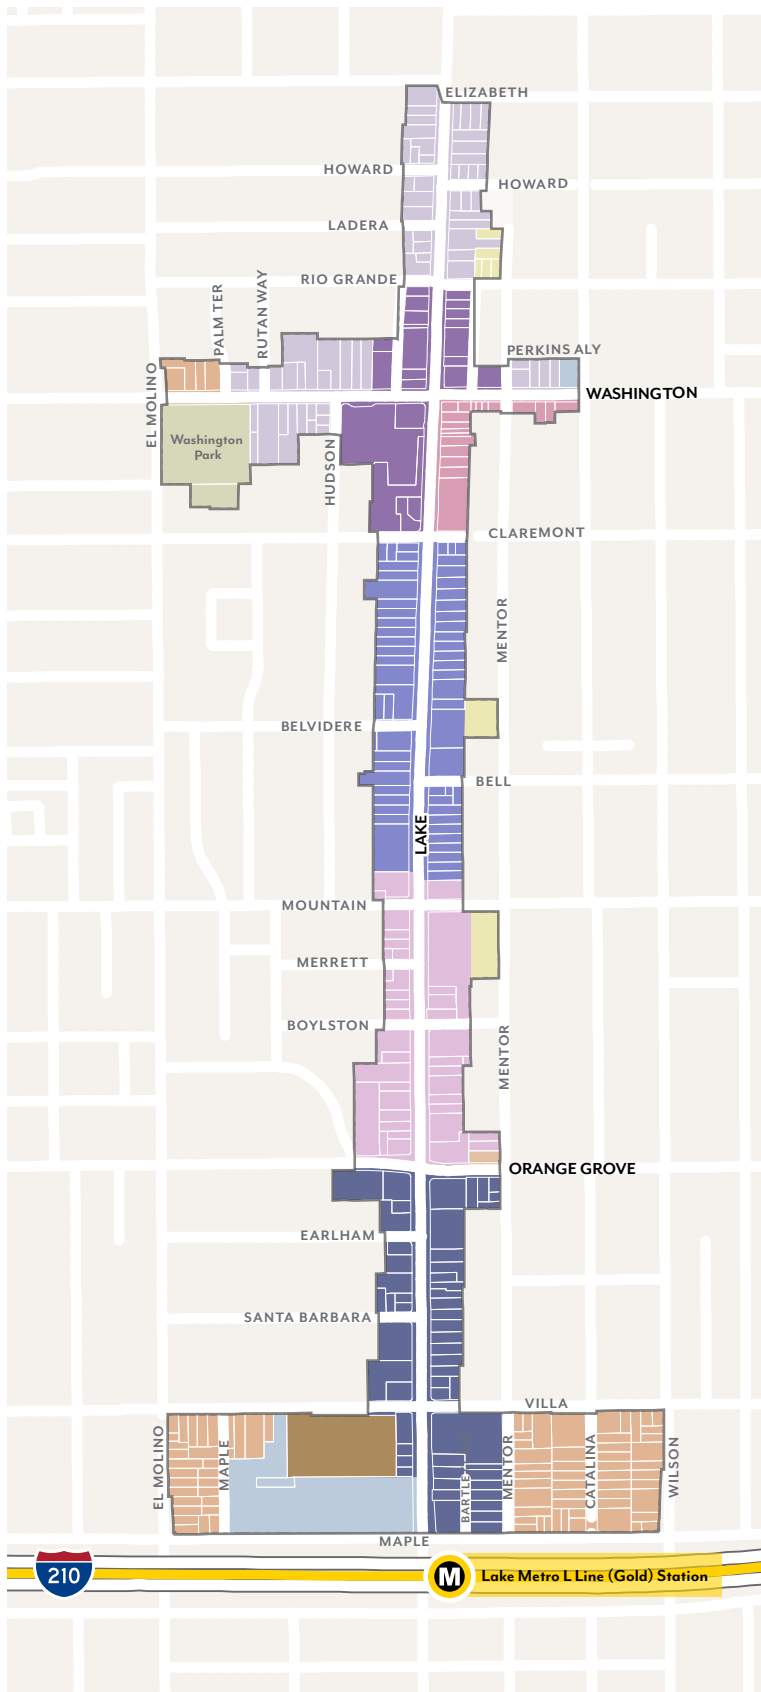 ELIZABETH
HOWARD
HOWARD
LADERA
RIO GRANDE
PALM TER
RUTAN WAY
PERKINS ALY
EL MOLINO
WASHINGTON
Washington
Park
HUDSON
CLAREMONT
MENTOR
BELVIDERE
BELL
LAKE
MOUNTAIN
MERRETT
BOYLSTON
MENTOR
ORANGE GROVE
EARLHAM
SANTA BARBARA
VILLA
EL MOLINO
MAPLE
MENTOR
CATALINA
WILSON
MAPLE
210
M
Lake Metro L Line (Gold) Station